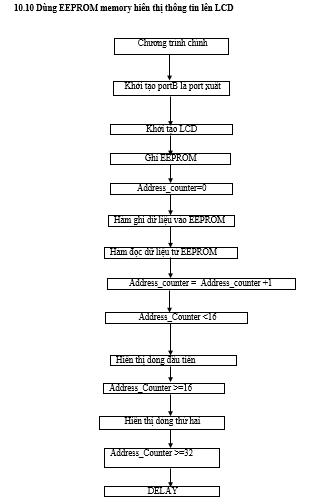 10.10 Dùng EEPROM memory hiển thị thông tin lên LCD
Chương trình chính
Khởi tạo portB là port xuất
Khởi tạo LCD
Ghi EEPROM
Address_counter=0
Hàm ghi dữ liệu vào EEPROM
Hàm đọc dữ liệu từ EEPROM
Address_counter = Address_counter +1
Address_Counter <16
Hiển thị dòng đầu tiên
Address_Counter >=16
Hiển thị dòng thứ hai
Address_Counter >=32
DELAY